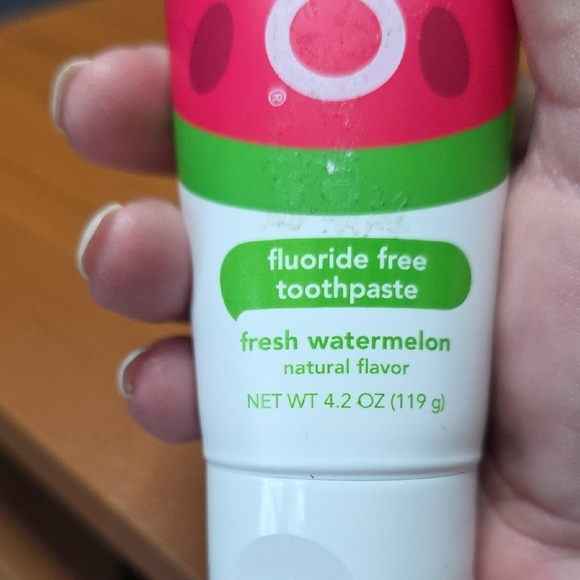 ®
fluoride free
toothpaste
fresh watermelon
natural flavor
NET WT 4.2 OZ (119 g)